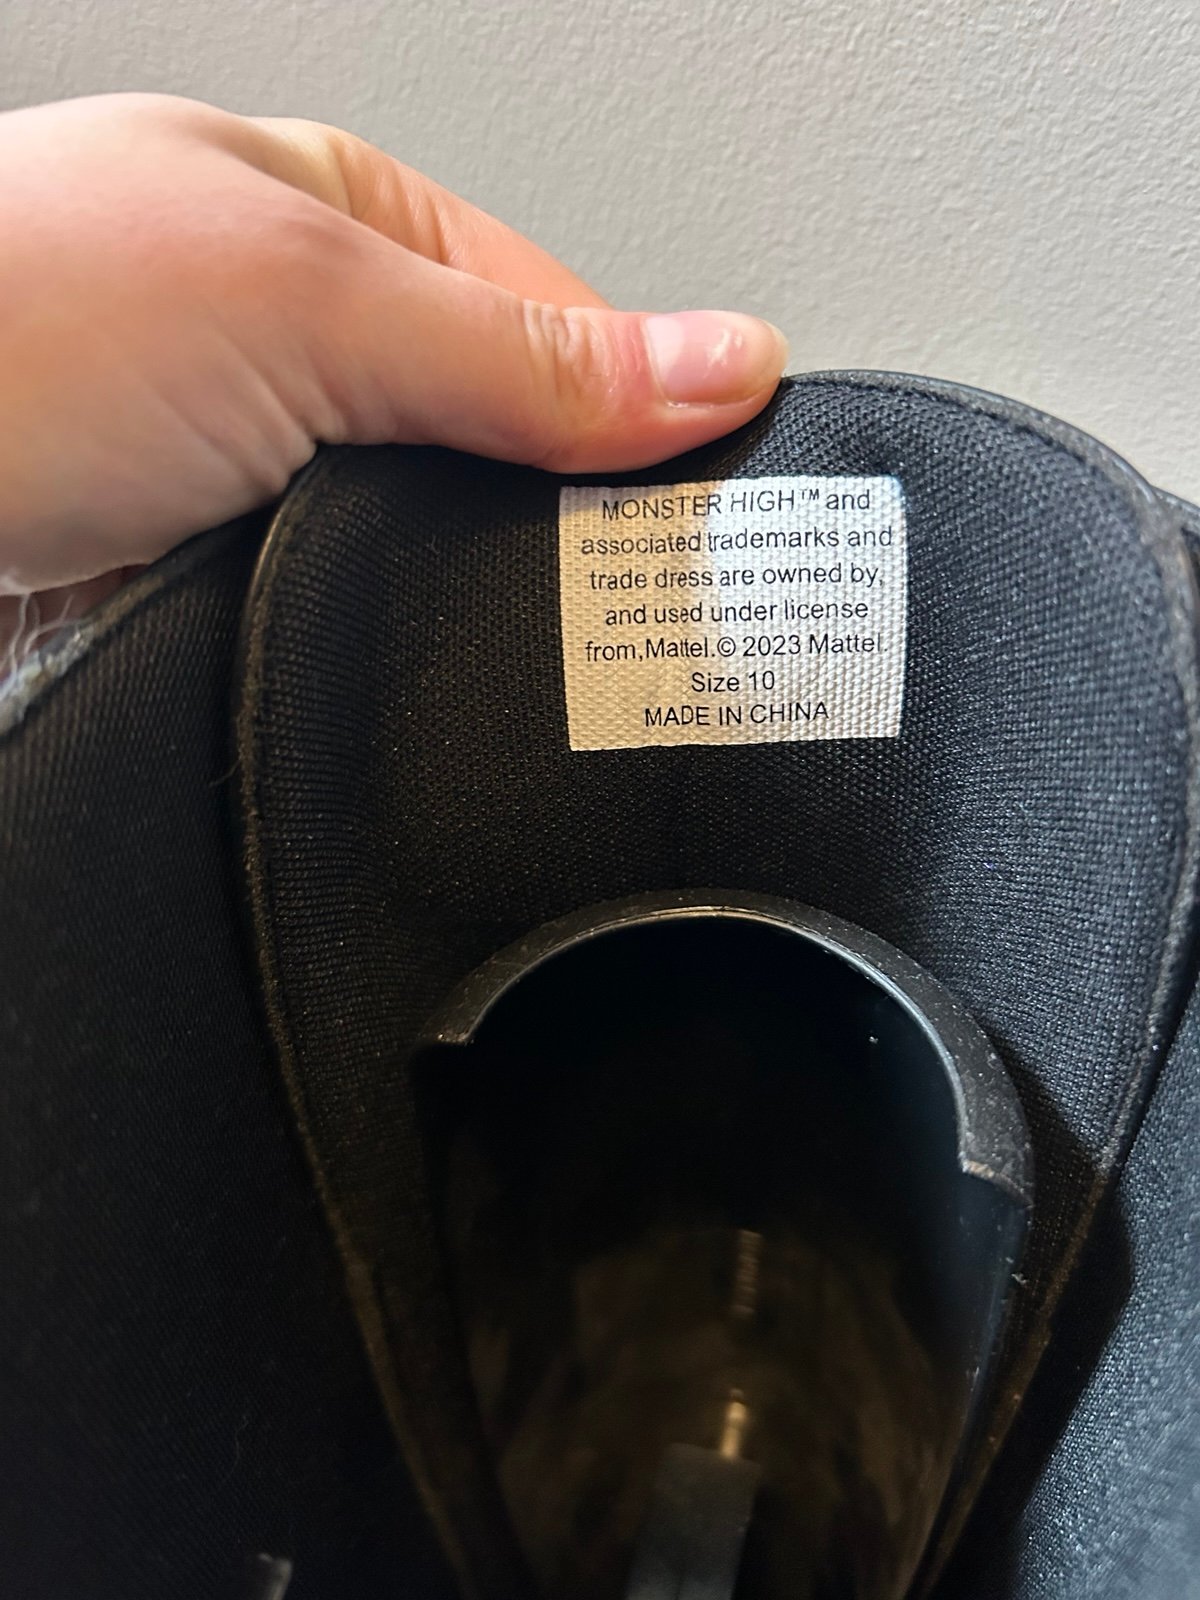 MONSTER HIGH™ and
associated trademarks and
trade dress are owned by,
and used under license
from,Mattel.© 2023 Mattel.
Size 10
MADE IN CHINA